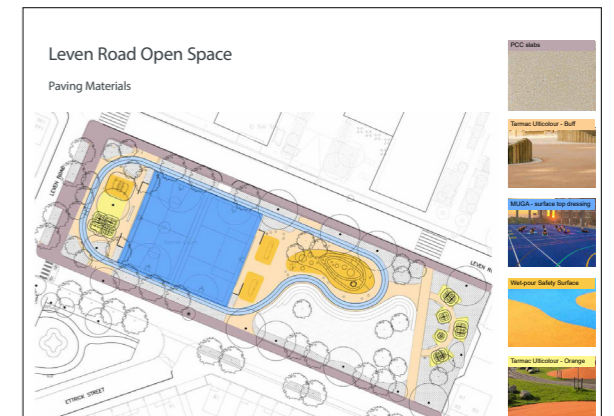 Leven Road Open Space
Paving Materials
PCC slabs
Tarmac Ulticolour - Buff
MUGA - surface top dressing
Wet-pour Safety Surface
Tarmac Ulticolour - Orange
LEVEN ROAD
ETTRICK STREET